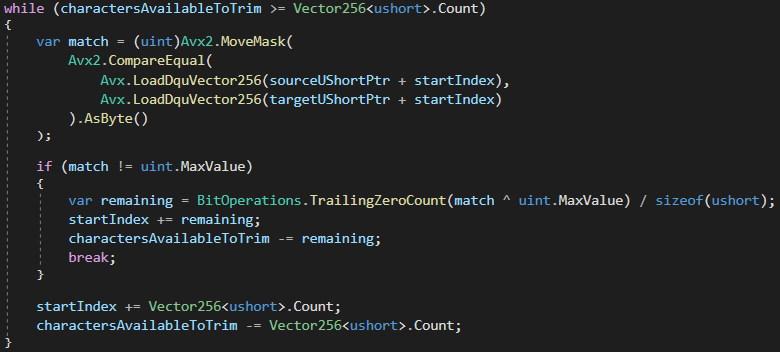 while (charactersAvailableToTrim >= Vector256<ushort>.Count)
{
    var match = (uint)Avx2.MoveMask(
        Avx2.CompareEqual(
            Avx.LoadDquVector256(sourceUShortPtr + startIndex),
            Avx.LoadDquVector256(targetUShortPtr + startIndex)
        ).AsByte()
    );
    if (match != uint.MaxValue)
    {
        var remaining = BitOperations.TrailingZeroCount(match ^ uint.MaxValue) / sizeof(ushort);
        startIndex += remaining;
        charactersAvailableToTrim -= remaining;
        break;
    }
    startIndex += Vector256<ushort>.Count;
    charactersAvailableToTrim -= Vector256<ushort>.Count;
}